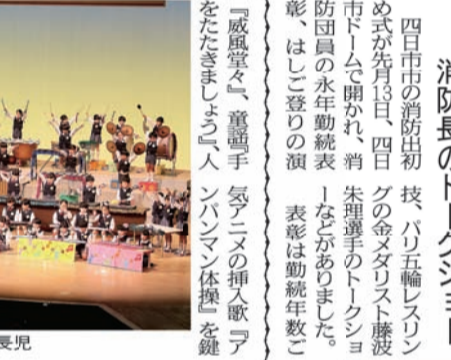 消防長のトークショー
四日市市の消防出初
め式が先月13日、四日
市ドームで開かれ、消
防団員の永年勤続表
彰、はしご登りの演
技、パリ五輪レスリン
グの金メダリスト藤波
朱理選手のトークショ
ーなどがありました。
表彰は勤続年数ご
『威風堂々』、童謡『手
をたたきましょう』、人
気アニメの挿入歌『ア
ンパンマン体操』を鍵
長児